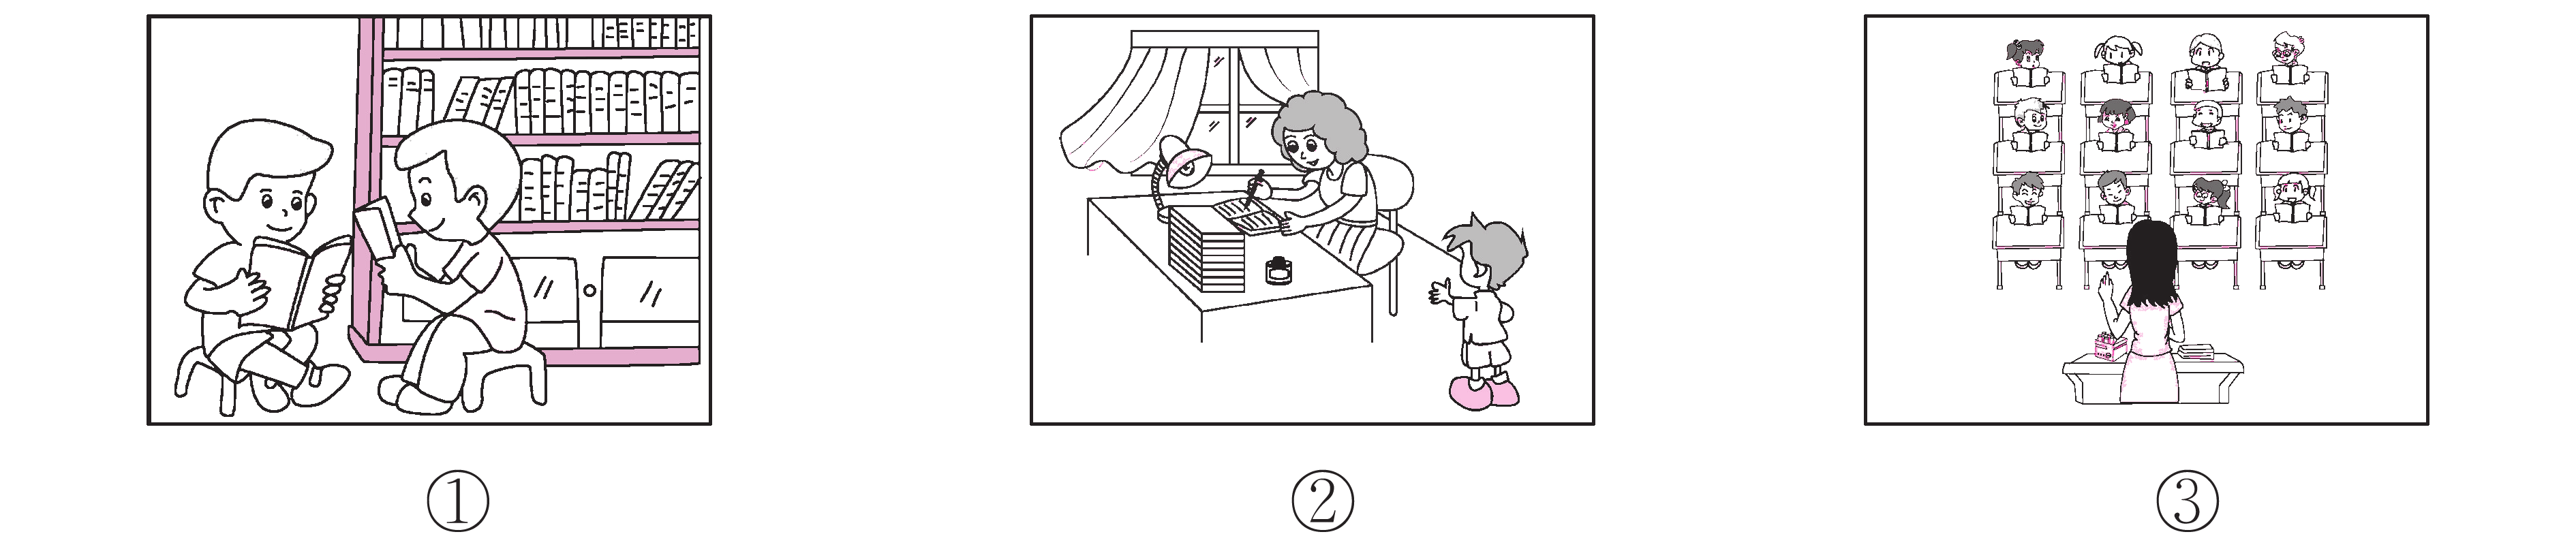 ① ② ③